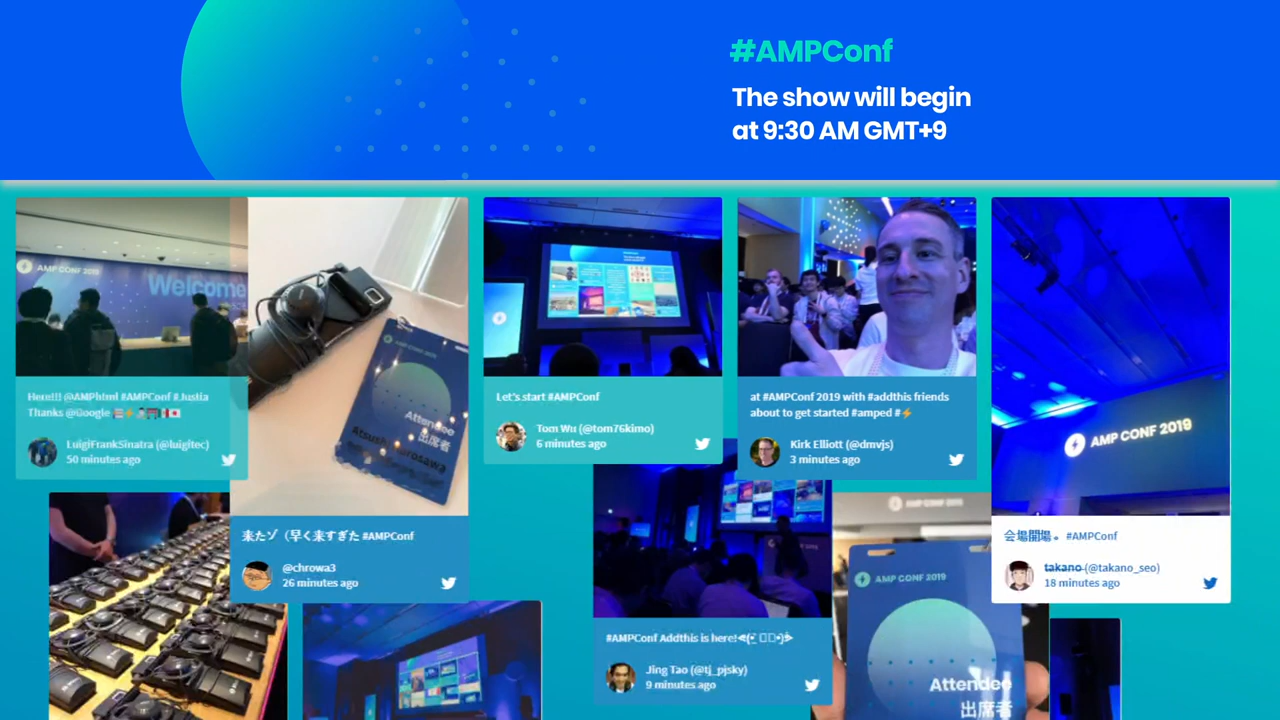 #AMPConf
The show will begin
at 9:30 AM GMT+9
AMP CONF 2019
Welcome
Here!!! @AMPhtml #AMPConf #Justia
Thanks @Google
LuigiFrankSinatra (@luigitec)
50 minutes ago
AMP CONF 2019
Attendee
出席者
来たゾ（早く来すぎた #AMPConf
@chrowa3
26 minutes ago
Let's start #AMPConf
Tom Wu (@tom76kimo)
6 minutes ago
at #AMPConf 2019 with #addthis friends
about to get started #amped #⚡
Kirk Elliott (@dmvjs)
3 minutes ago
AMP CONF 2019
会場開場。 #AMPConf
takano (@takano_seo)
18 minutes ago
#AMPConf Addthis is here!
Jing Tao (@tj_pjsky)
9 minutes ago
AMP CONF 2019
Attendee
出席者